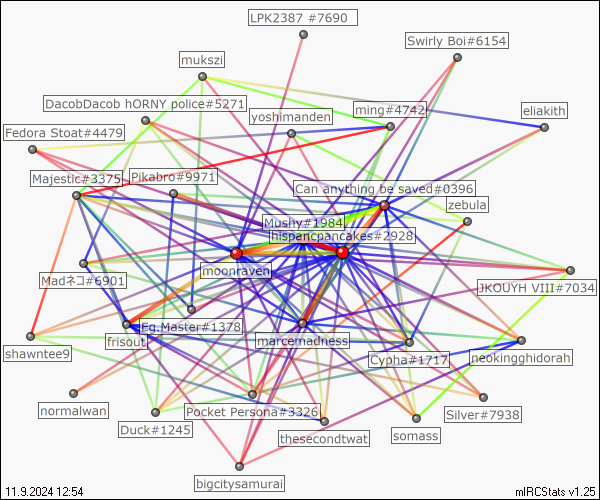 LPK2387 #7690
Swirly Boi#6154
mukszi
DacobDacob hORNY police#5271
ming#4742
yoshimanden
eliakith
Fedora Stoat#4479
Majestic#3375
Pikabro#9971
Can anything be saved#0396
zebula
Mushy#1984
hispancpancakes#2928
moonraven
Madネコ#6901
JKOUYH VIII#7034
Eg.Master#1378
frisout
marcemadness
shawntee9
Cypha#1717
neokingghidorah
normalwan
Pocket Persona#3326
Silver#7938
Duck#1245
thesecondtwat
somass
bigcitysamurai
11.9.2024 12:54
mIRCStats v1.25